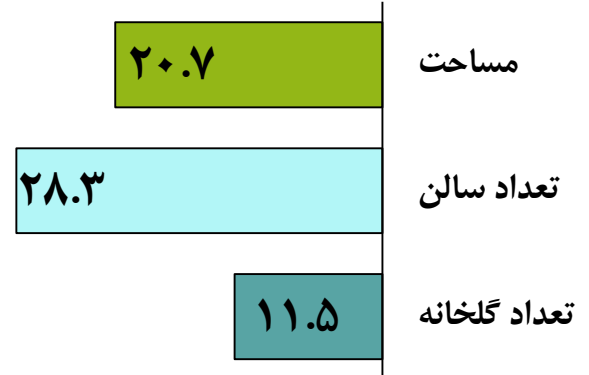 مساحت ۲۰.۷
تعداد سالن ۲۸.۳
تعداد گلخانه ۱۱.۵